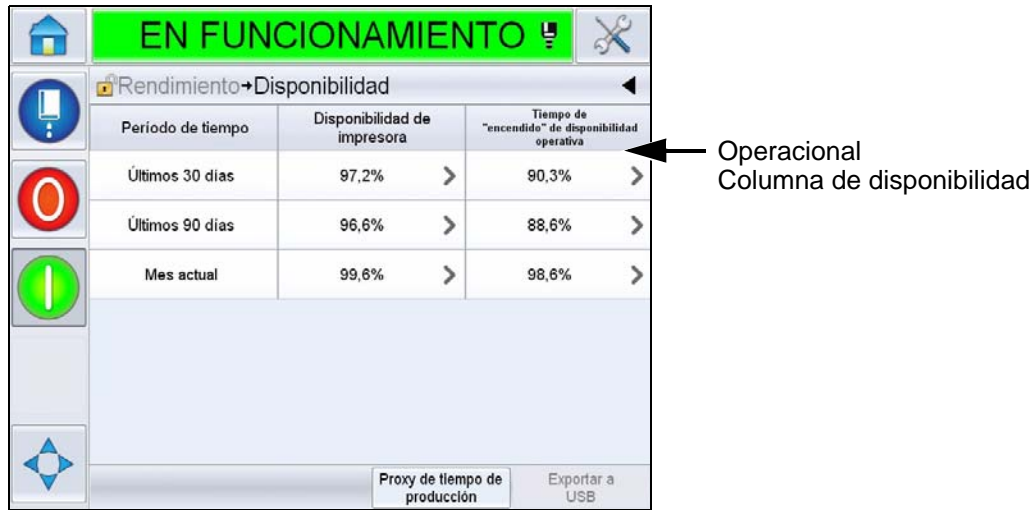 EN FUNCIONAMIENTO
Rendimiento→Disponibilidad
Período de tiempo
Disponibilidad de
impresora
Tiempo de
"encendido" de disponibilidad
operativa
Últimos 30 días
97,2%
90,3%
Últimos 90 días
96,6%
88,6%
Mes actual
99,6%
98,6%
Proxy de tiempo de
producción
Exportar a
USB
Operacional
Columna de disponibilidad